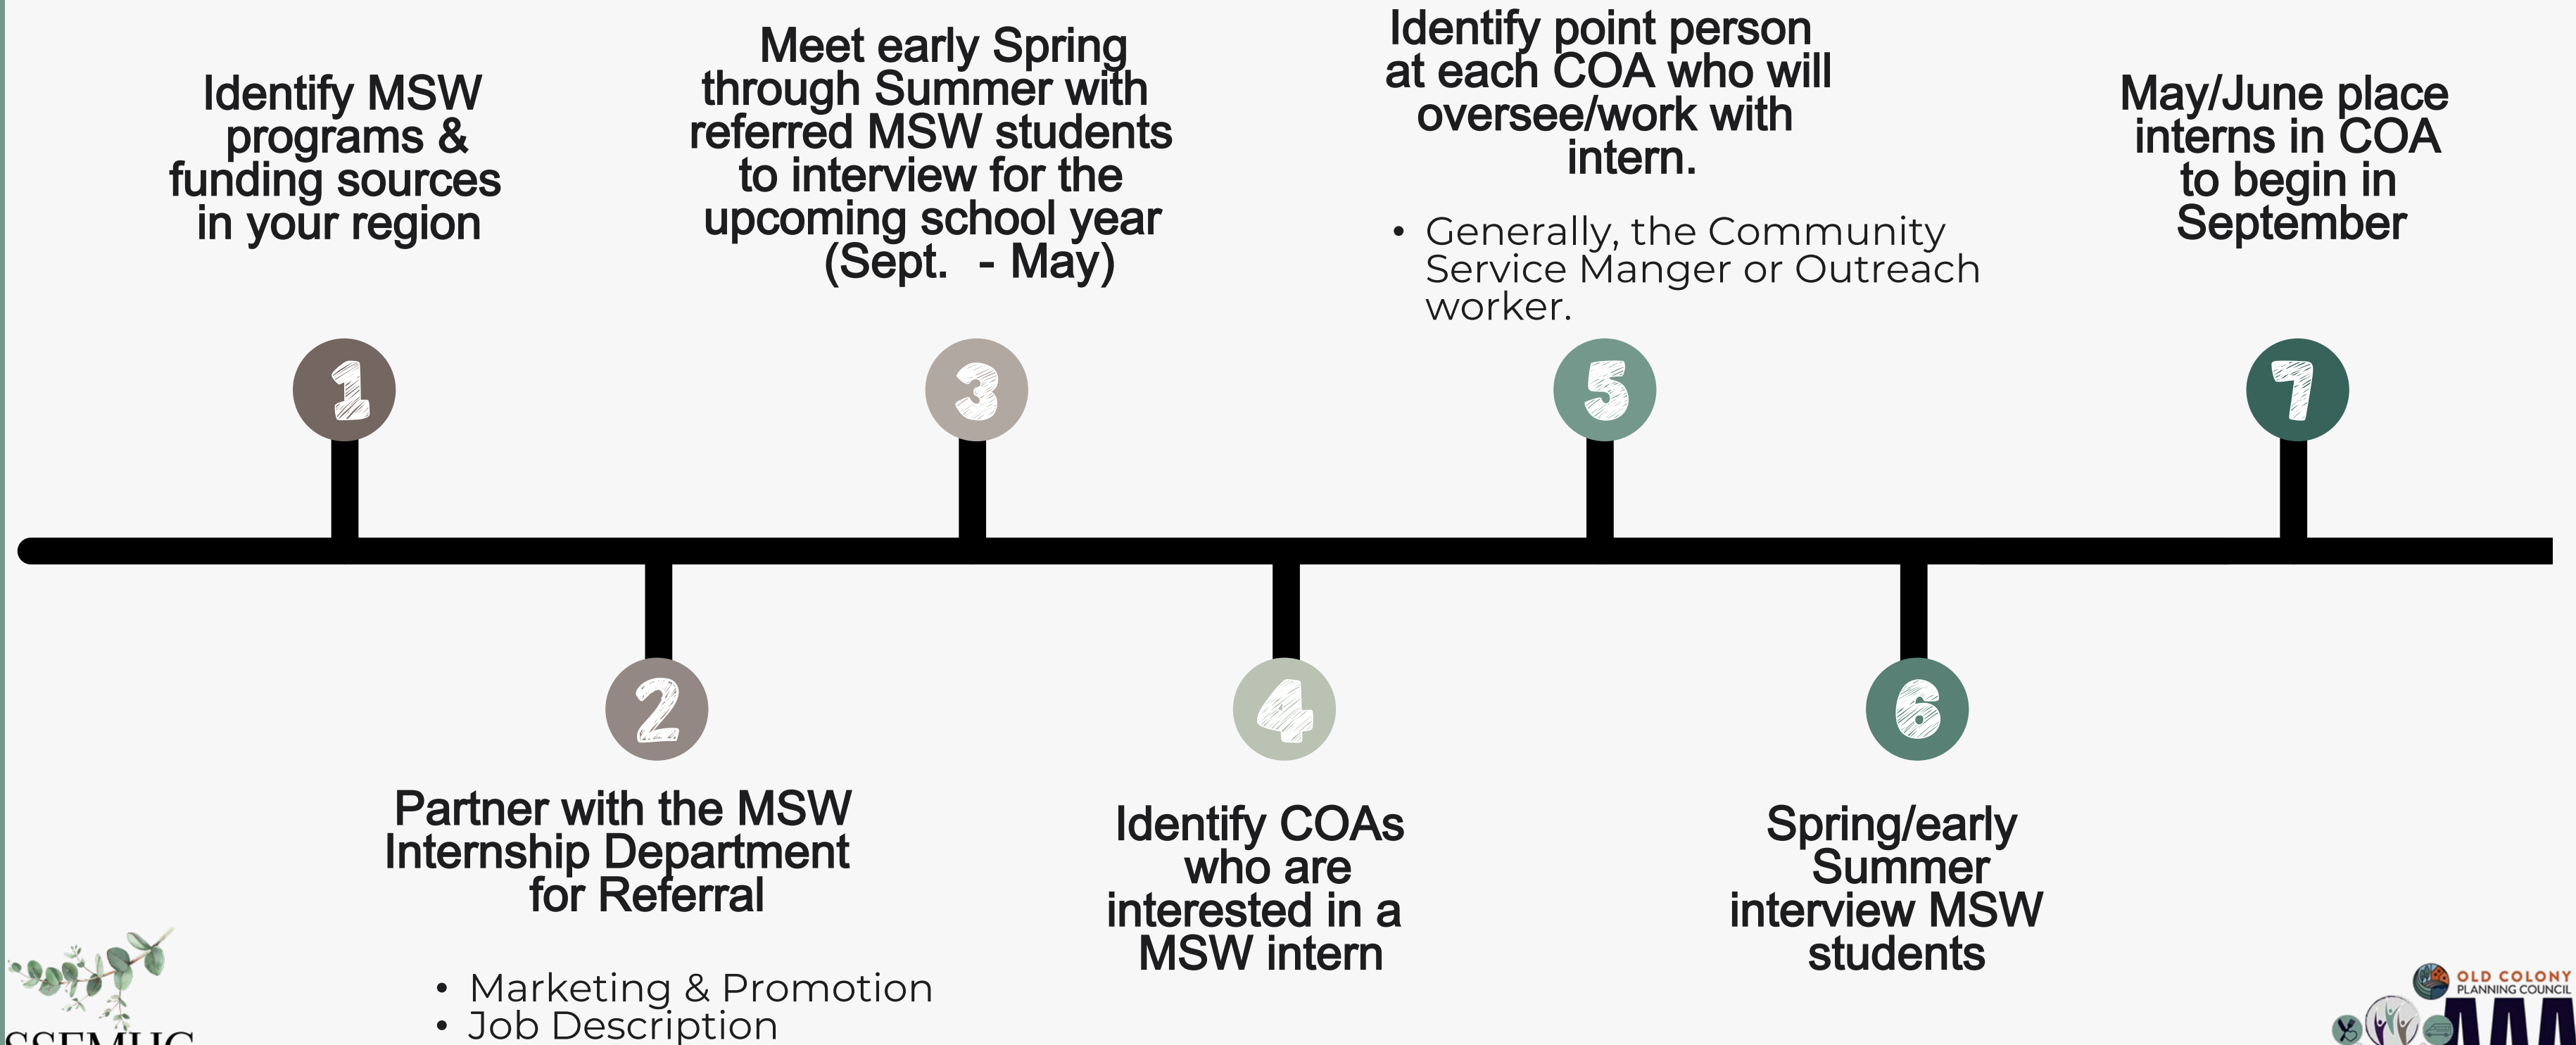 Identify MSW
programs &
funding sources
in your region
1
Partner with the MSW
Internship Department
for Referral
• Marketing & Promotion
• Job Description
2
Meet early Spring
through Summer with
referred MSW students
to interview for the
upcoming school year
(Sept. - May)
3
4
Identify COAs
who are
interested in a
MSW intern
Identify point person
at each COA who will
oversee/work with
intern.
• Generally, the Community
Service Manger or Outreach
worker.
5
6
Spring/early
Summer
interview MSW
students
May/June place
interns in COA
to begin in
September
7
SSEMHC
OLD COLONY
PLANNING COUNCIL
AAA